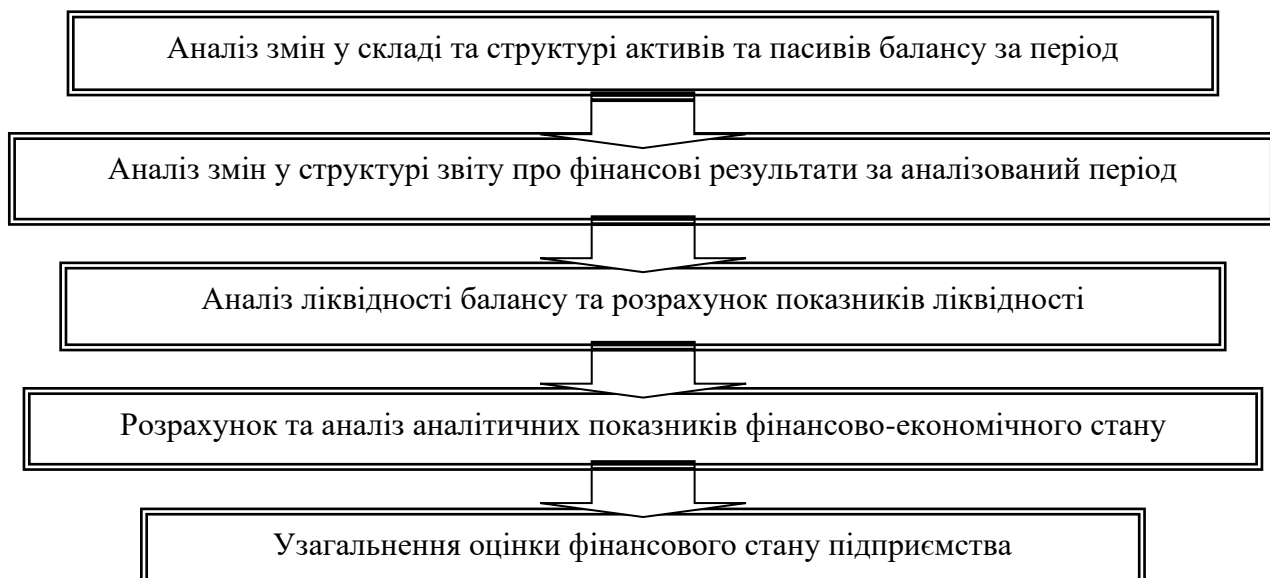 Аналіз змін у складі та структурі активів та пасивів балансу за період
Аналіз змін у структурі звіту про фінансові результати за аналізований період
Аналіз ліквідності балансу та розрахунок показників ліквідності
Розрахунок та аналіз аналітичних показників фінансово-економічного стану
Узагальнення оцінки фінансового стану підприємства